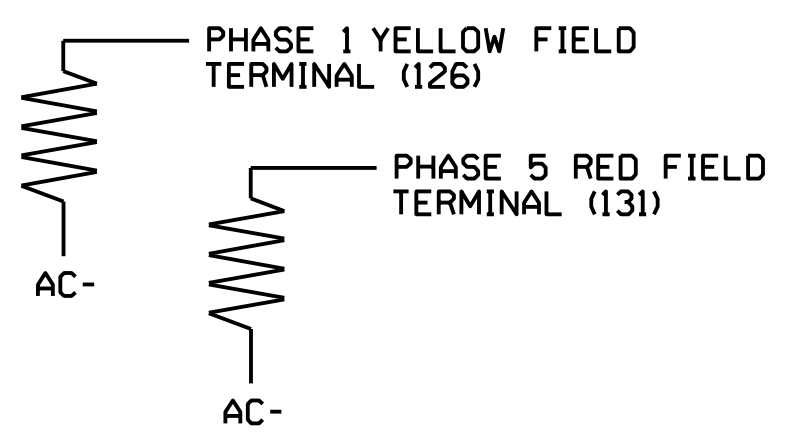 PHASE 1 YELLOW FIELD
TERMINAL (126)
PHASE 5 RED FIELD
TERMINAL (131)
AC-
AC-